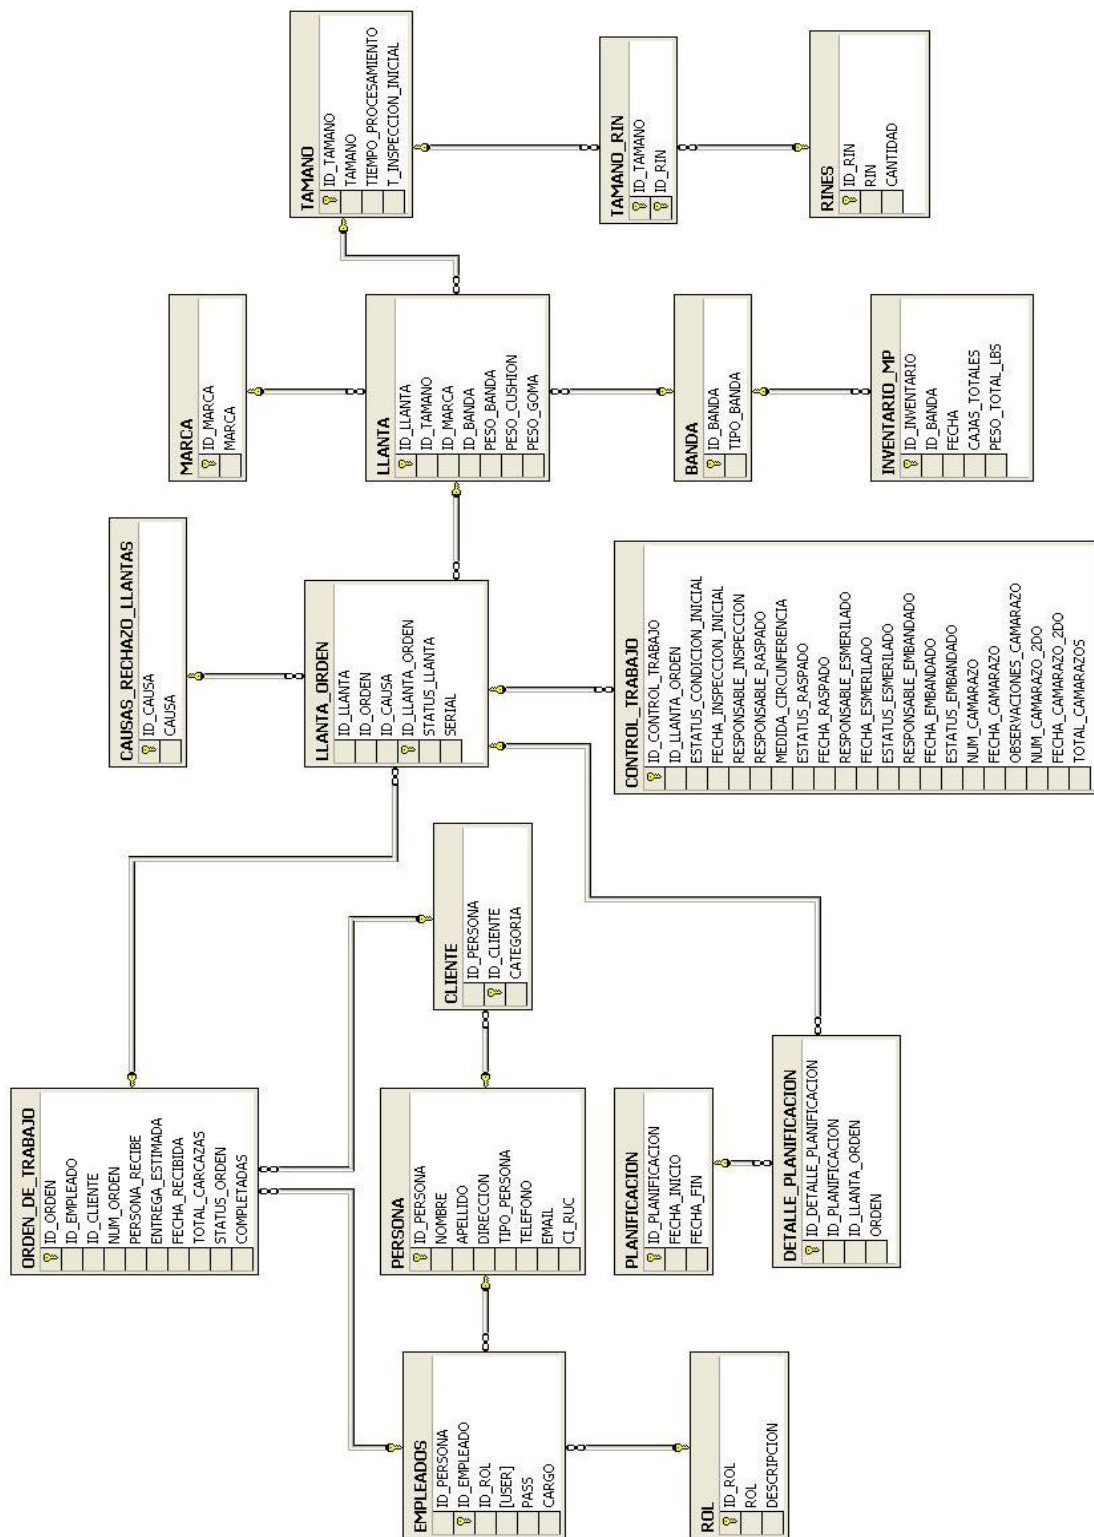 ORDEN_DE_TRABAJO
ID_ORDEN
ID_EMPLEADO
ID_CLIENTE
NUM_ORDEN
PERSONA_RECIBE
ENTREGA_ESTIMADA
FECHA_RECIBIDA
TOTAL_CARCAZAS
STATUS_ORDEN
COMPLETADAS
CAUSAS_RECHAZO_LLANTAS
ID_CAUSA
CAUSA
MARCA
ID_MARCA
MARCA
TAMANO
ID_TAMANO
TAMANO
TIEMPO_PROCESAMIENTO
T_INSPECCION_INICIAL
EMPLEADOS
ID_PERSONA
ID_EMPLEADO
ID_ROL
[USER]
PASS
CARGO
PERSONA
ID_PERSONA
NOMBRE
APELLIDO
DIRECCION
TIPO_PERSONA
TELEFONO
EMAIL
CI_RUC
CLIENTE
ID_PERSONA
ID_CLIENTE
CATEGORIA
LLANTA_ORDEN
ID_LLANTA
ID_ORDEN
ID_CAUSA
ID_LLANTA_ORDEN
STATUS_LLANTA
SERIAL
LLANTA
ID_LLANTA
ID_TAMANO
ID_MARCA
ID_BANDA
PESO_BANDA
PESO_CUSHION
PESO_GOMA
TAMANO_RIN
ID_TAMANO
ID_RIN
ROL
ID_ROL
ROL
DESCRIPCION
PLANIFICACION
ID_PLANIFICACION
FECHA_INICIO
FECHA_FIN
DETALLE_PLANIFICACION
ID_DETALLE_PLANIFICACION
ID_PLANIFICACION
ID_LLANTA_ORDEN
ORDEN
CONTROL_TRABAJO
ID_CONTROL_TRABAJO
ID_LLANTA_ORDEN
ESTATUS_CONDICION_INICIAL
FECHA_INSPECCION_INICIAL
RESPONSABLE_INSPECCION
RESPONSABLE_RASPADO
MEDIDA_CIRCUNFERENCIA
ESTATUS_RASPADO
FECHA_RASPADO
RESPONSABLE_ESMERILADO
FECHA_ESMERILADO
ESTATUS_ESMERILADO
RESPONSABLE_EMBANDADO
FECHA_EMBANDADO
ESTATUS_EMBANDADO
NUM_CAMARAZO
FECHA_CAMARAZO
OBSERVACIONES_CAMARAZO
NUM_CAMARAZO_2DO
FECHA_CAMARAZO_2DO
TOTAL_CAMARAZOS
BANDA
ID_BANDA
TIPO_BANDA
INVENTARIO_MP
ID_INVENTARIO
ID_BANDA
FECHA
CAJAS_TOTALES
PESO_TOTAL_LBS
RINES
ID_RIN
RIN
CANTIDAD